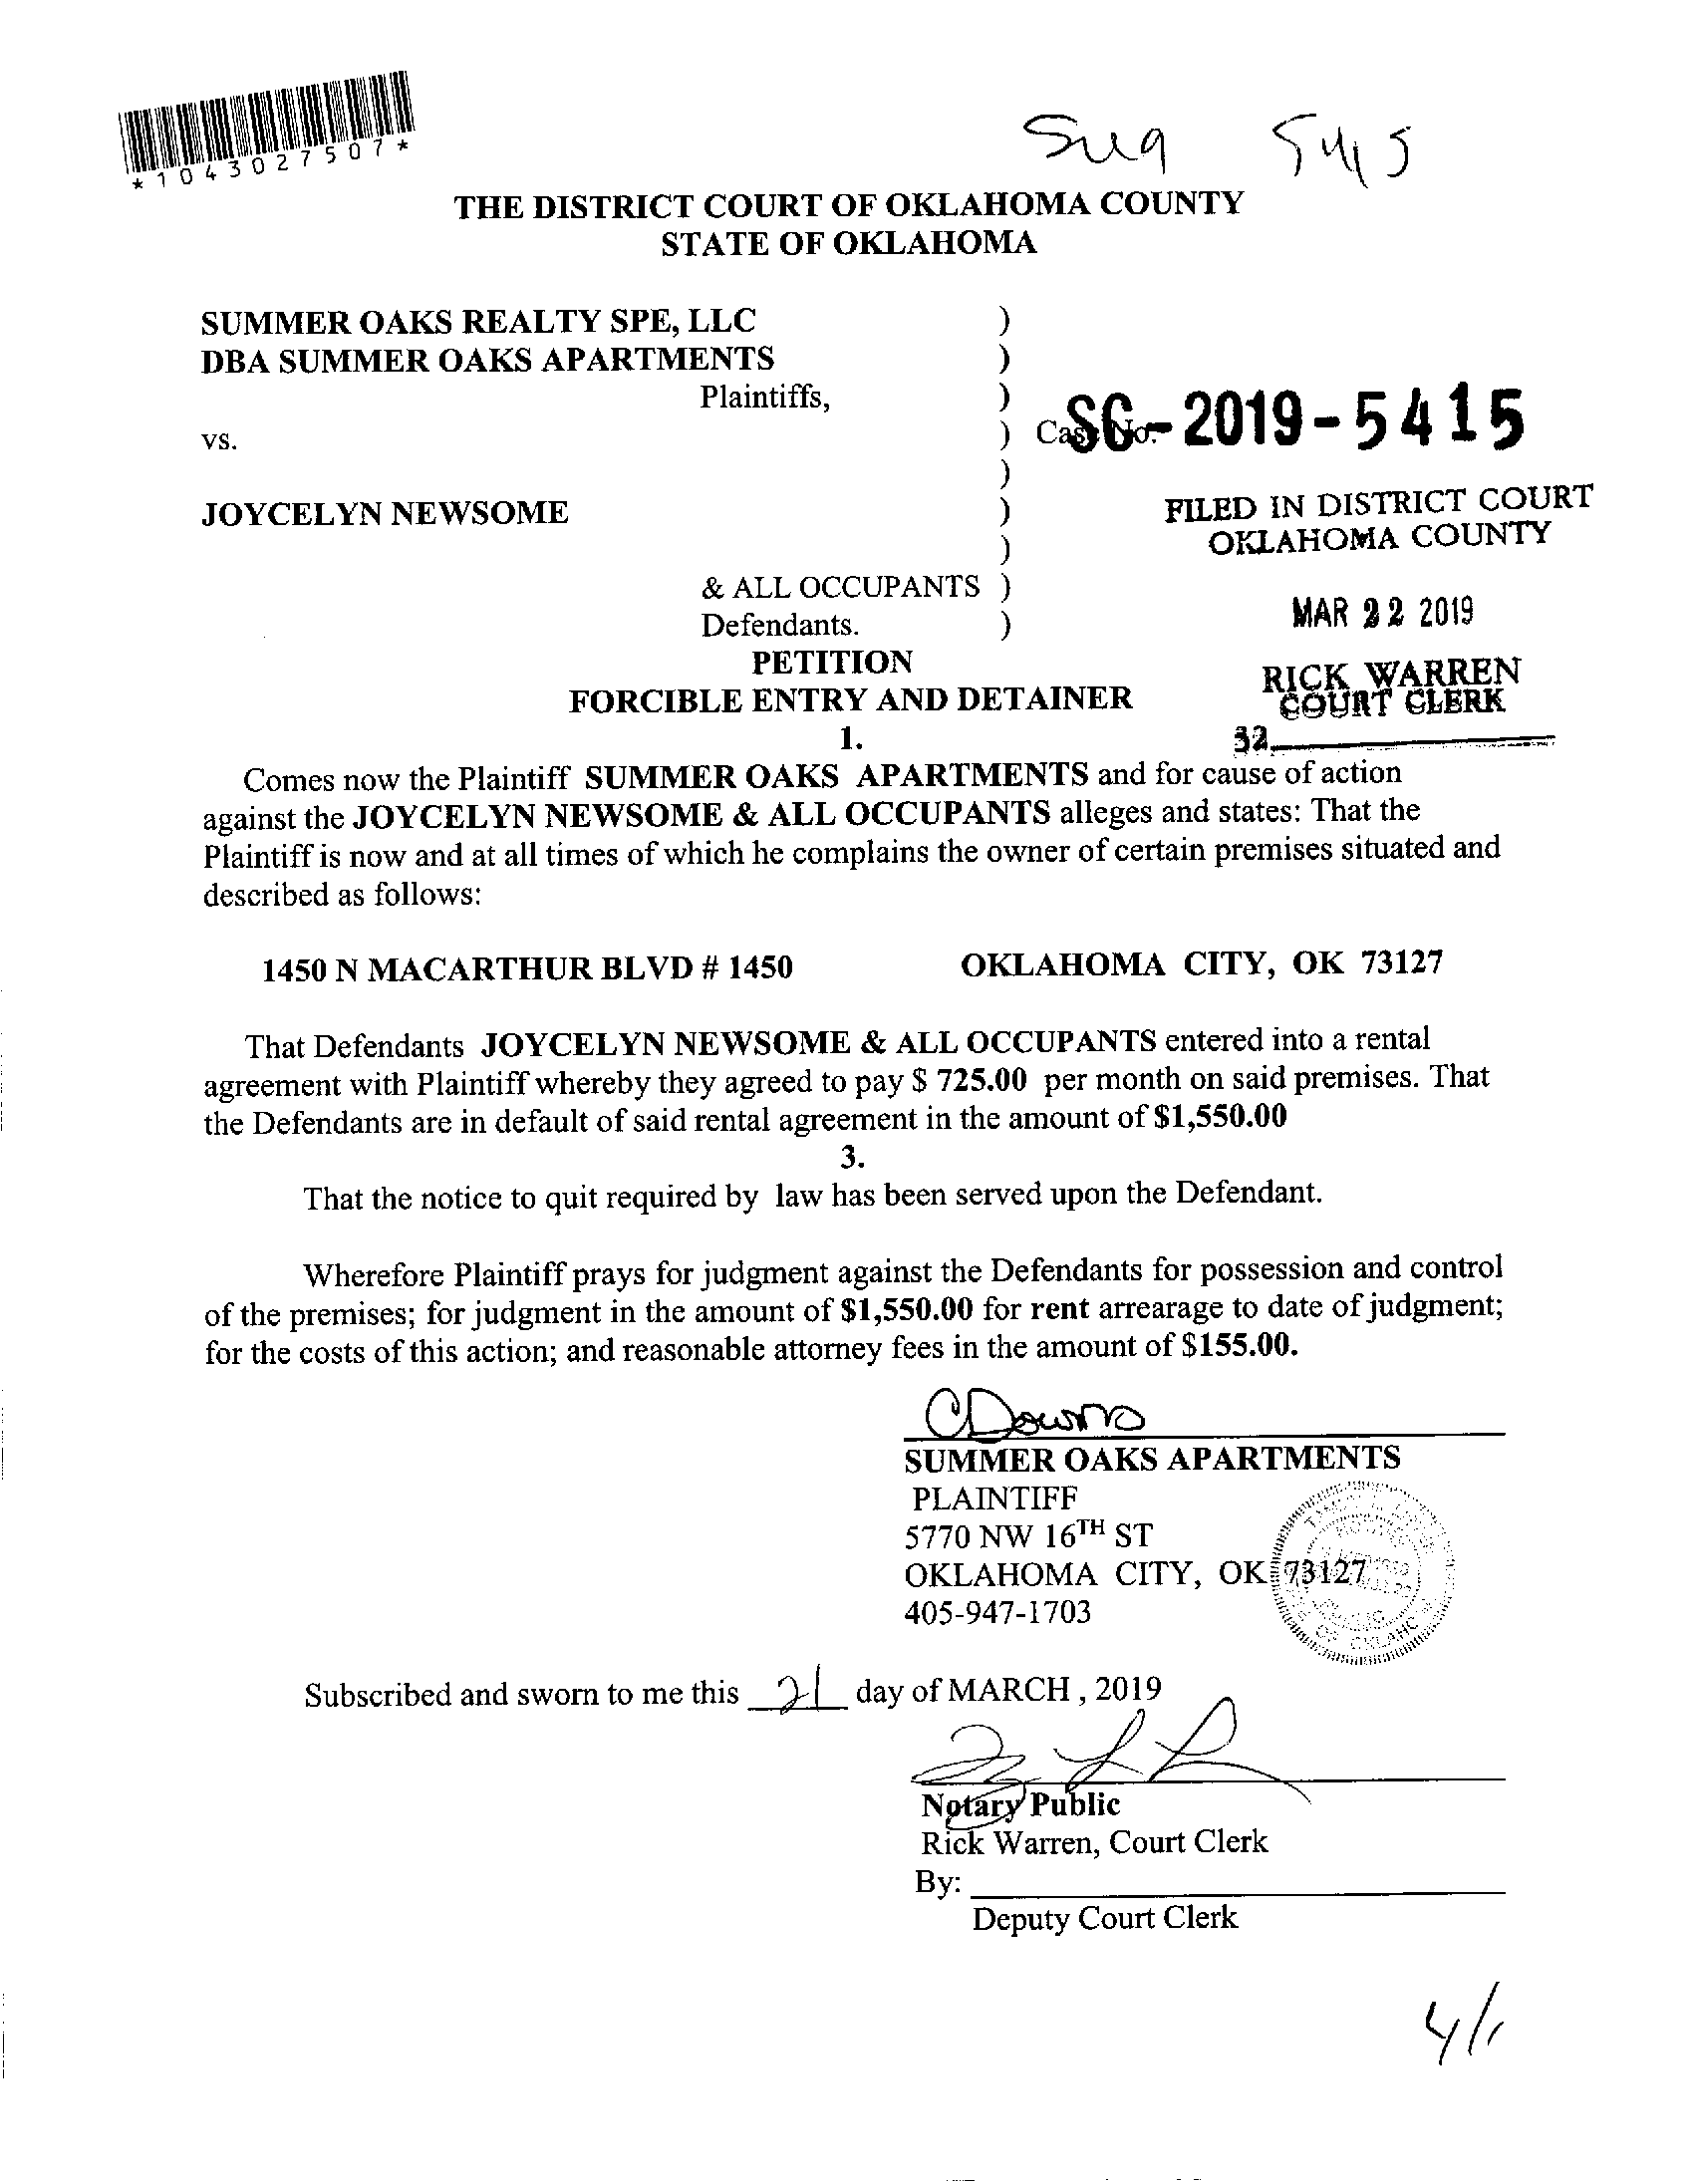 *1043027507*
5415
THE DISTRICT COURT OF OKLAHOMA COUNTY
STATE OF OKLAHOMA
SUMMER OAKS REALTY SPE, LLC )
DBA SUMMER OAKS APARTMENTS )
Plaintiffs, )
vs. ) Case No. SC-2019-5415
)
JOYCELYN NEWSOME )
)
FILED IN DISTRICT COURT
OKLAHOMA COUNTY
& ALL OCCUPANTS )
Defendants. )
MAR 22 2019
PETITION
RICK WARREN
COURT CLERK
FORCIBLE ENTRY AND DETAINER
32
1.
Comes now the Plaintiff SUMMER OAKS APARTMENTS and for cause of action
against the JOYCELYN NEWSOME & ALL OCCUPANTS alleges and states: That the
Plaintiff is now and at all times of which he complains the owner of certain premises situated and
described as follows:
1450 N MACARTHUR BLVD # 1450 OKLAHOMA CITY, OK 73127
That Defendants JOYCELYN NEWSOME & ALL OCCUPANTS entered into a rental
agreement with Plaintiff whereby they agreed to pay $ 725.00 per month on said premises. That
the Defendants are in default of said rental agreement in the amount of $1,550.00
3.
That the notice to quit required by law has been served upon the Defendant.
Wherefore Plaintiff prays for judgment against the Defendants for possession and control
of the premises; for judgment in the amount of $1,550.00 for rent arrearage to date of judgment;
for the costs of this action; and reasonable attorney fees in the amount of $155.00.
CDowns
SUMMER OAKS APARTMENTS
PLAINTIFF
5770 NW 16TH ST
OKLAHOMA CITY, OK 73127
405-947-1703
Subscribed and sworn to me this 21 day of MARCH , 2019
Notary Public
Rick Warren, Court Clerk
By:
Deputy Court Clerk
4/1